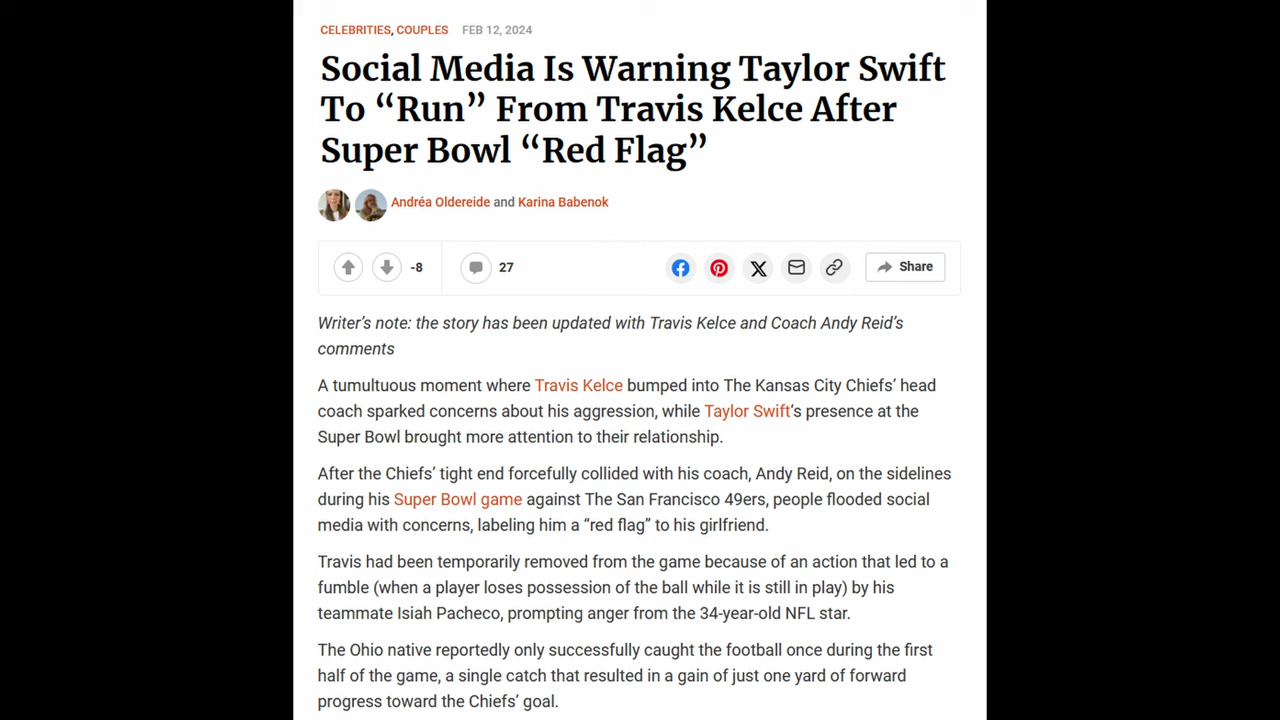 CELEBRITIES, COUPLES FEB 12, 2024
Social Media Is Warning Taylor Swift
To “Run” From Travis Kelce After
Super Bowl “Red Flag”
Andréa Oldereide and Karina Babenok
-8 27 Share
Writer’s note: the story has been updated with Travis Kelce and Coach Andy Reid’s
comments
A tumultuous moment where Travis Kelce bumped into The Kansas City Chiefs’ head
coach sparked concerns about his aggression, while Taylor Swift‘s presence at the
Super Bowl brought more attention to their relationship.
After the Chiefs’ tight end forcefully collided with his coach, Andy Reid, on the sidelines
during his Super Bowl game against The San Francisco 49ers, people flooded social
media with concerns, labeling him a “red flag” to his girlfriend.
Travis had been temporarily removed from the game because of an action that led to a
fumble (when a player loses possession of the ball while it is still in play) by his
teammate Isiah Pacheco, prompting anger from the 34-year-old NFL star.
The Ohio native reportedly only successfully caught the football once during the first
half of the game, a single catch that resulted in a gain of just one yard of forward
progress toward the Chiefs’ goal.